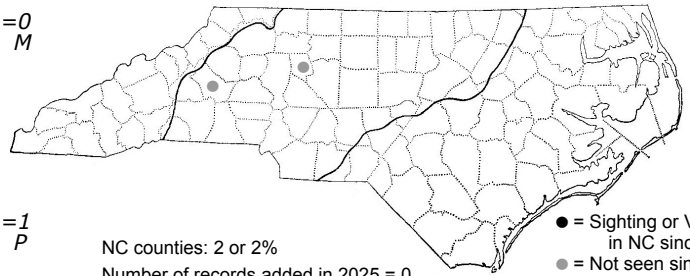 =0
M
=1
P
NC counties: 2 or 2%
Number of records added in 2025 = 0
● = Sighting or V
in NC sinc
● = Not seen sin